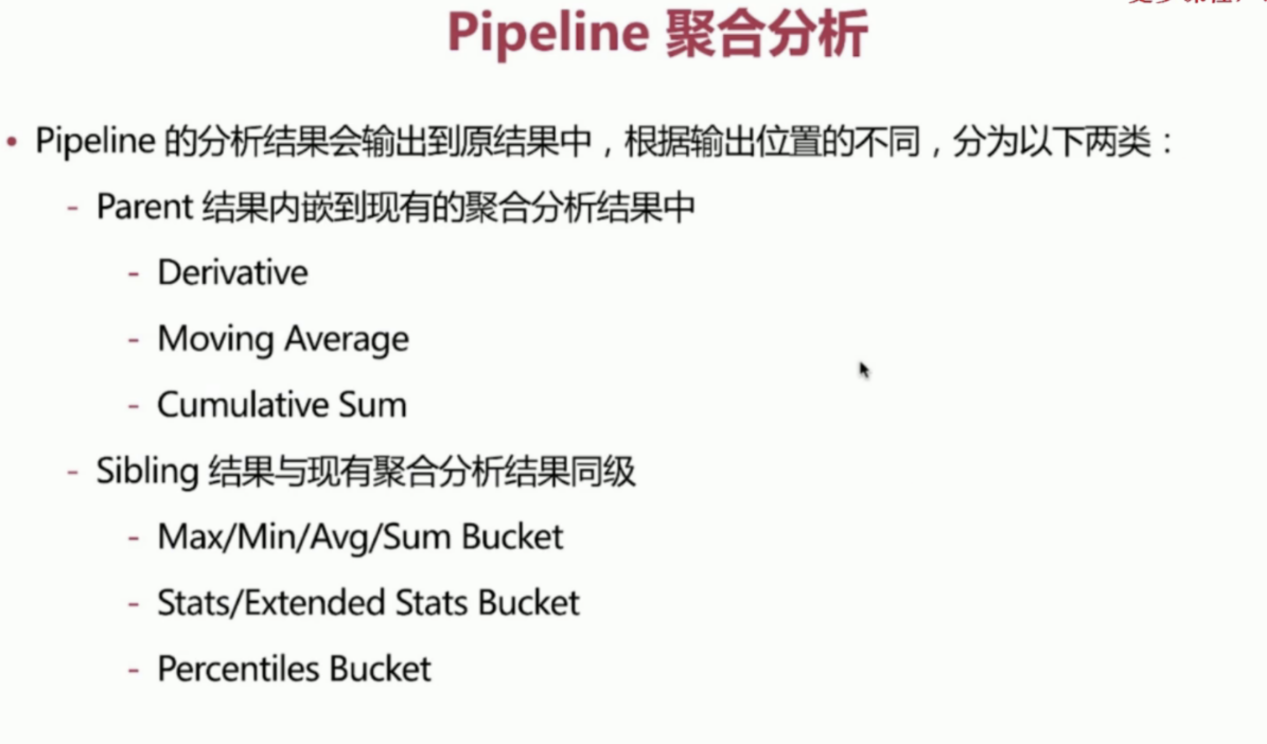 Pipeline 聚合分析
• Pipeline 的分析结果会输出到原结果中，根据输出位置的不同，分为以下两类：
- Parent 结果内嵌到现有的聚合分析结果中
- Derivative
- Moving Average
- Cumulative Sum
- Sibling 结果与现有聚合分析结果同级
- Max/Min/Avg/Sum Bucket
- Stats/Extended Stats Bucket
- Percentiles Bucket